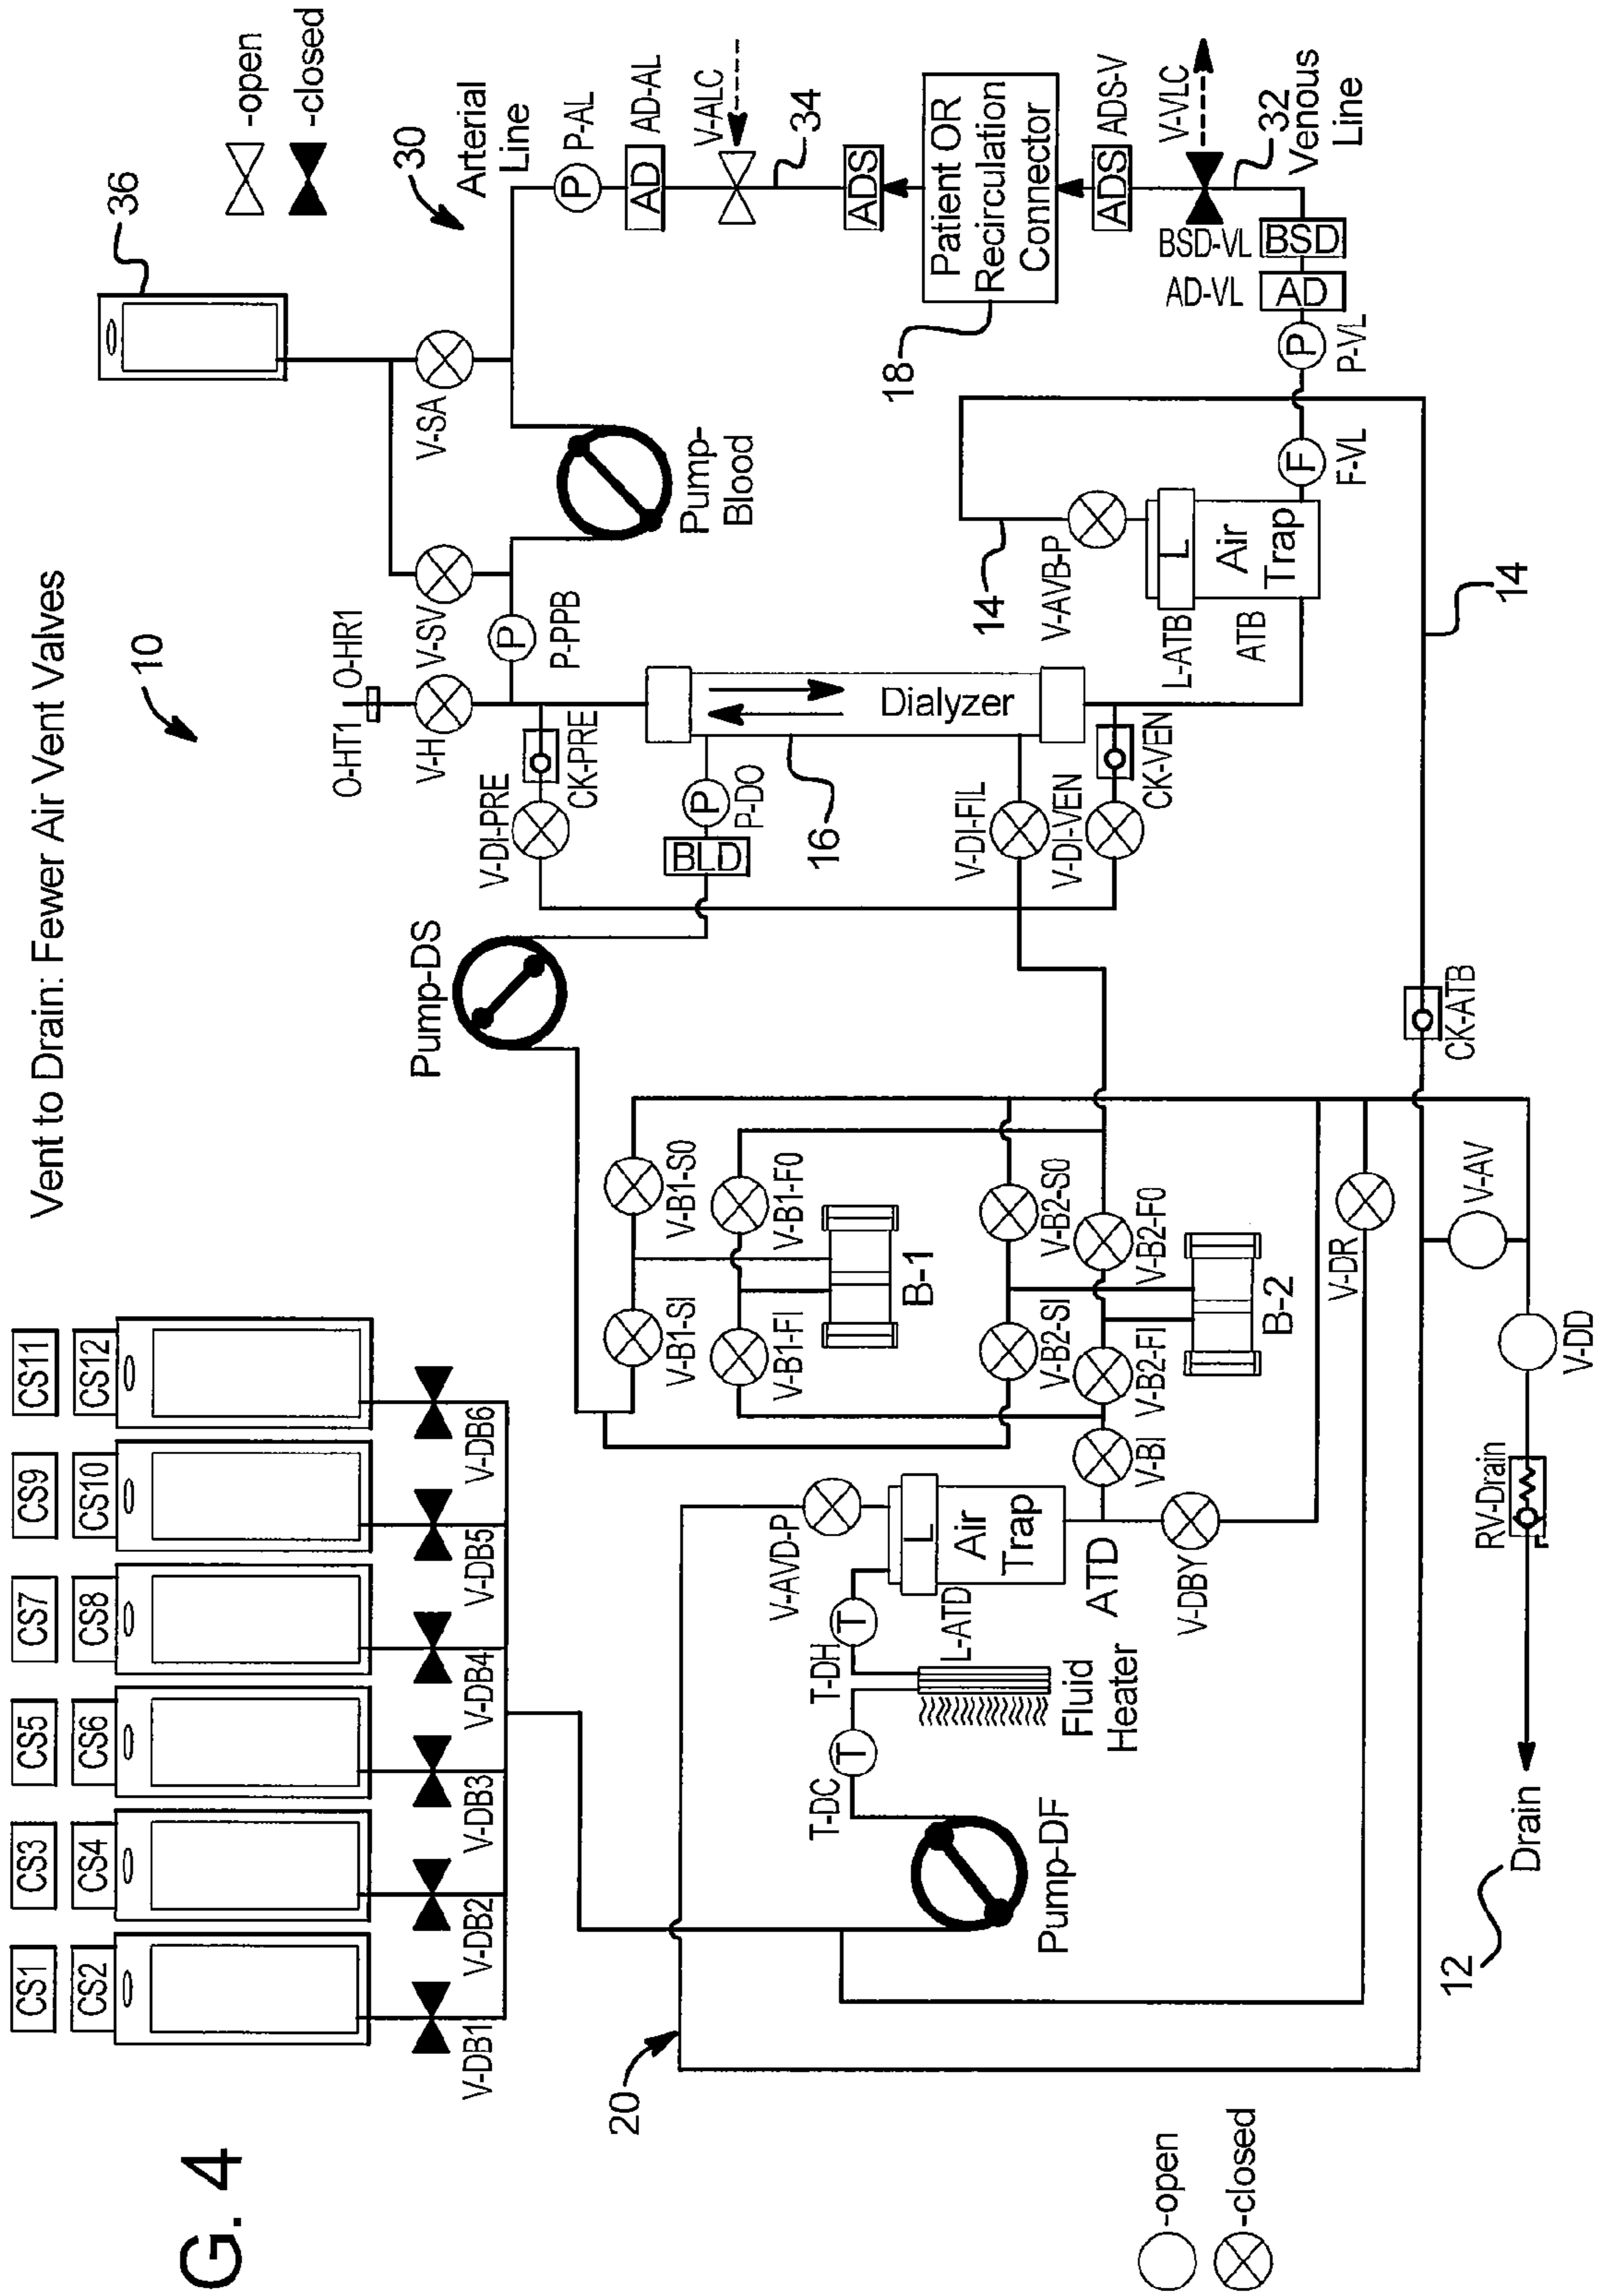 G. 4
Vent to Drain: Fewer Air Vent Valves
CS1
CS2
CS3
CS4
CS5
CS6
CS7
CS8
CS9
CS10
CS11
CS12
V-DB1
V-DB2
V-DB3
V-DB4
V-DB5
V-DB6
10
36
-open
-closed
30
Arterial
Line
P
P-AL
AD
AD-AL
V-ALC
34
ADS
Patient OR
Recirculation
Connector
18
ADS
ADS-V
V-VLC
32
Venous
Line
BSD-VL
BSD
AD-VL
AD
P
P-VL
F
F-VL
V-SA
V-SV
Pump-
Blood
O-HT1
O-HR1
V-H
P
P-PPB
V-DI-PRE
CK-PRE
Dialyzer
16
P
P-DO
BLD
V-DI-FIL
V-DI-VEN
CK-VEN
14
V-AVB-P
L
L-ATB
Air
Trap
ATB
14
Pump-DS
CK-ATB
V-B1-S0
V-B1-F0
V-B1-SI
V-B1-FI
B-1
V-B2-S0
V-B2-F0
V-B2-SI
V-B2-FI
B-2
V-BI
V-DR
V-AV
V-DD
RV-Drain
Drain
12
V-AVD-P
L
L-ATD
Air
Trap
ATD
V-DBY
T
T-DH
T
T-DC
Fluid
Heater
Pump-DF
20
-open
-closed